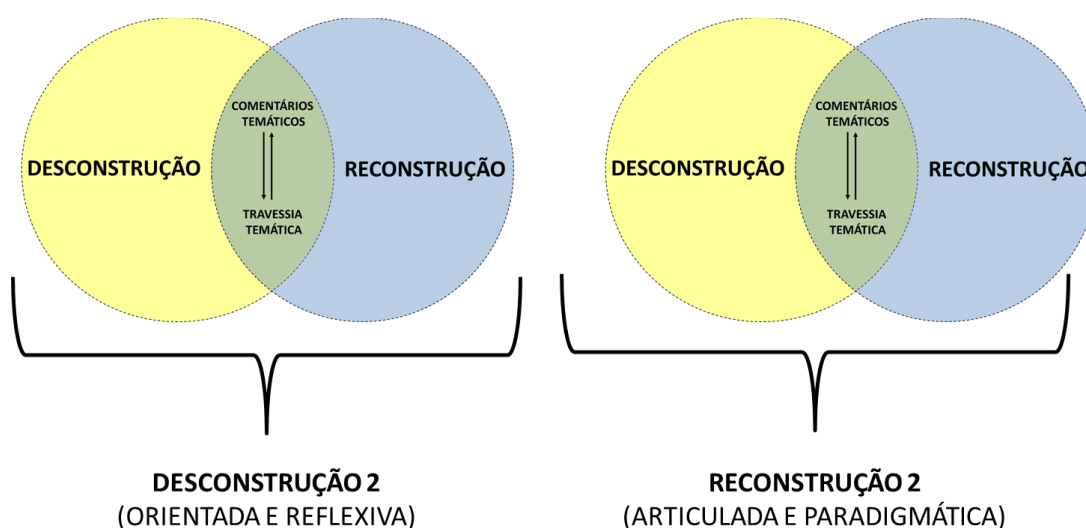 COMENTÁRIOS
TEMÁTICOS
DESCONSTRUÇÃO
RECONSTRUÇÃO
TRAVESSIA
TEMÁTICA
DESCONSTRUÇÃO 2
(ORIENTADA E REFLEXIVA)
COMENTÁRIOS
TEMÁTICOS
DESCONSTRUÇÃO
RECONSTRUÇÃO
TRAVESSIA
TEMÁTICA
RECONSTRUÇÃO 2
(ARTICULADA E PARADIGMÁTICA)